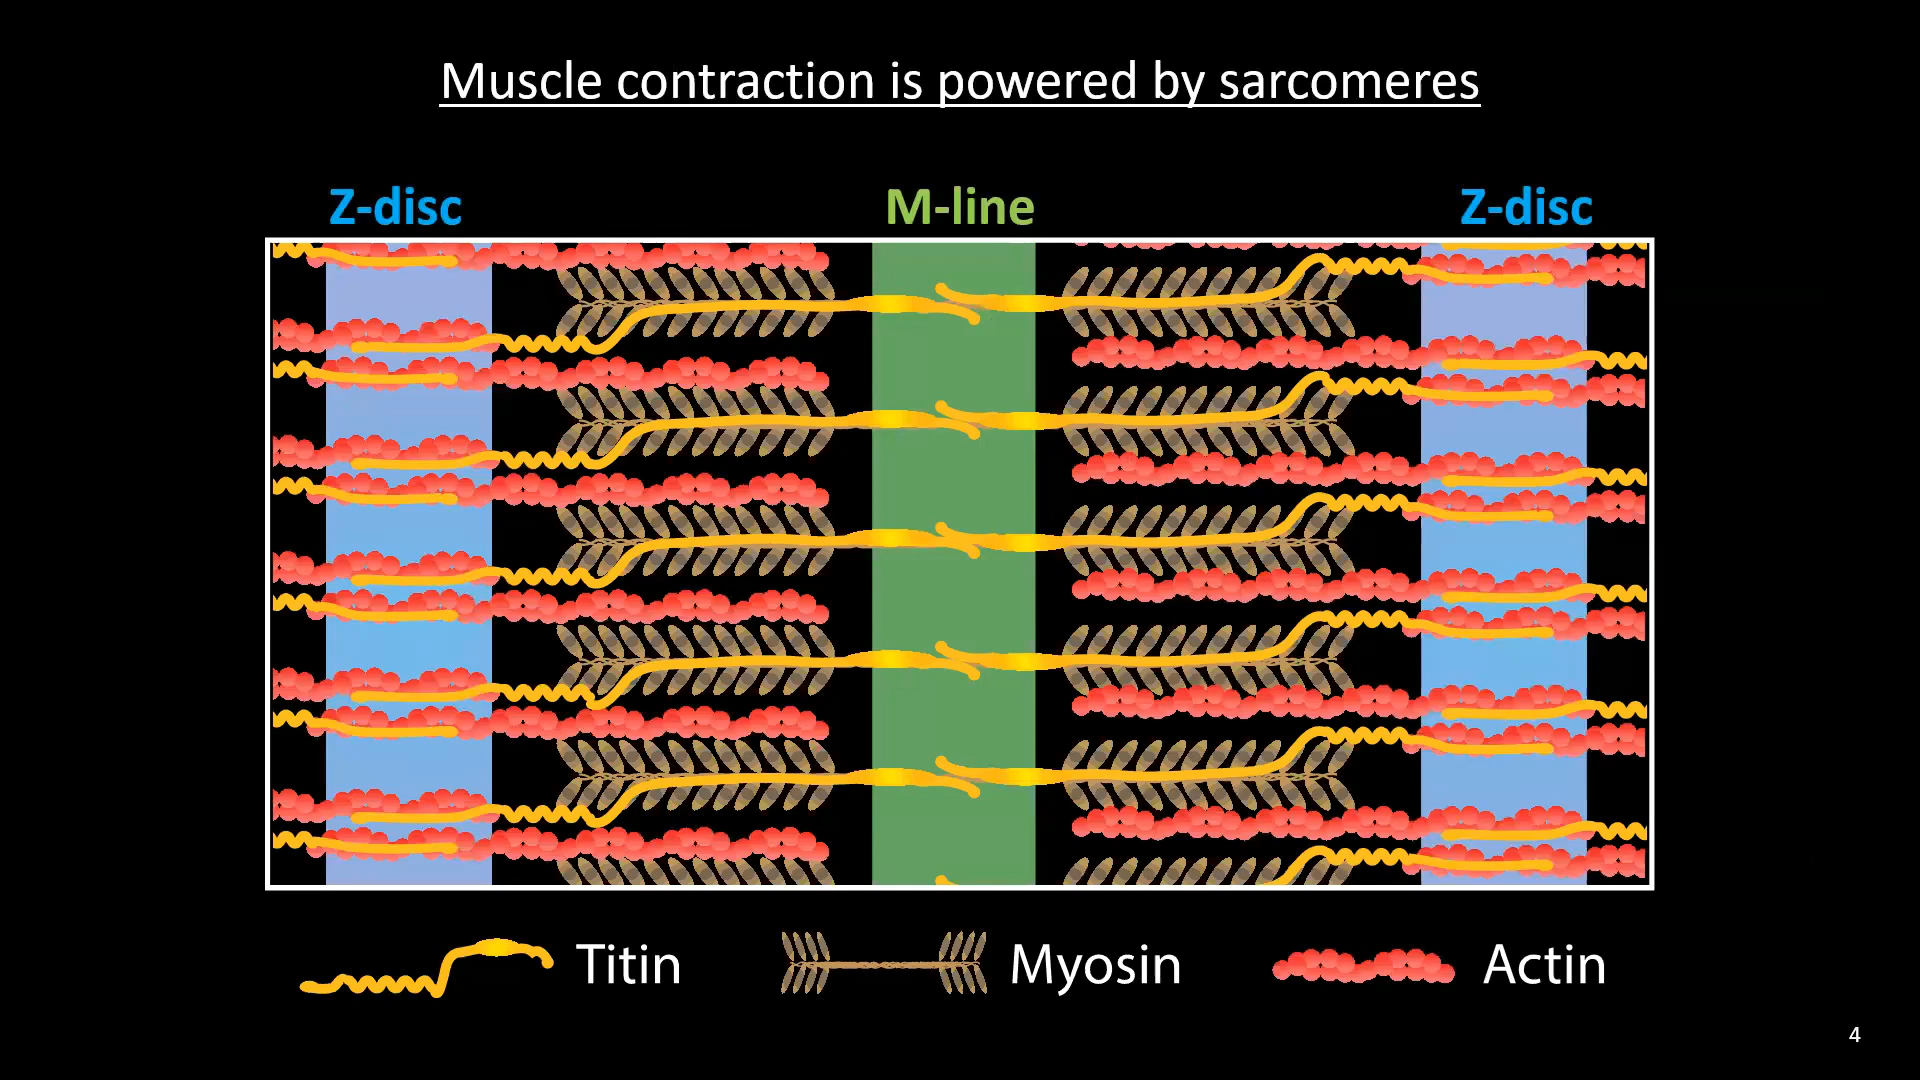 Muscle contraction is powered by sarcomeres
Z-disc M-line Z-disc
Titin Myosin Actin
4